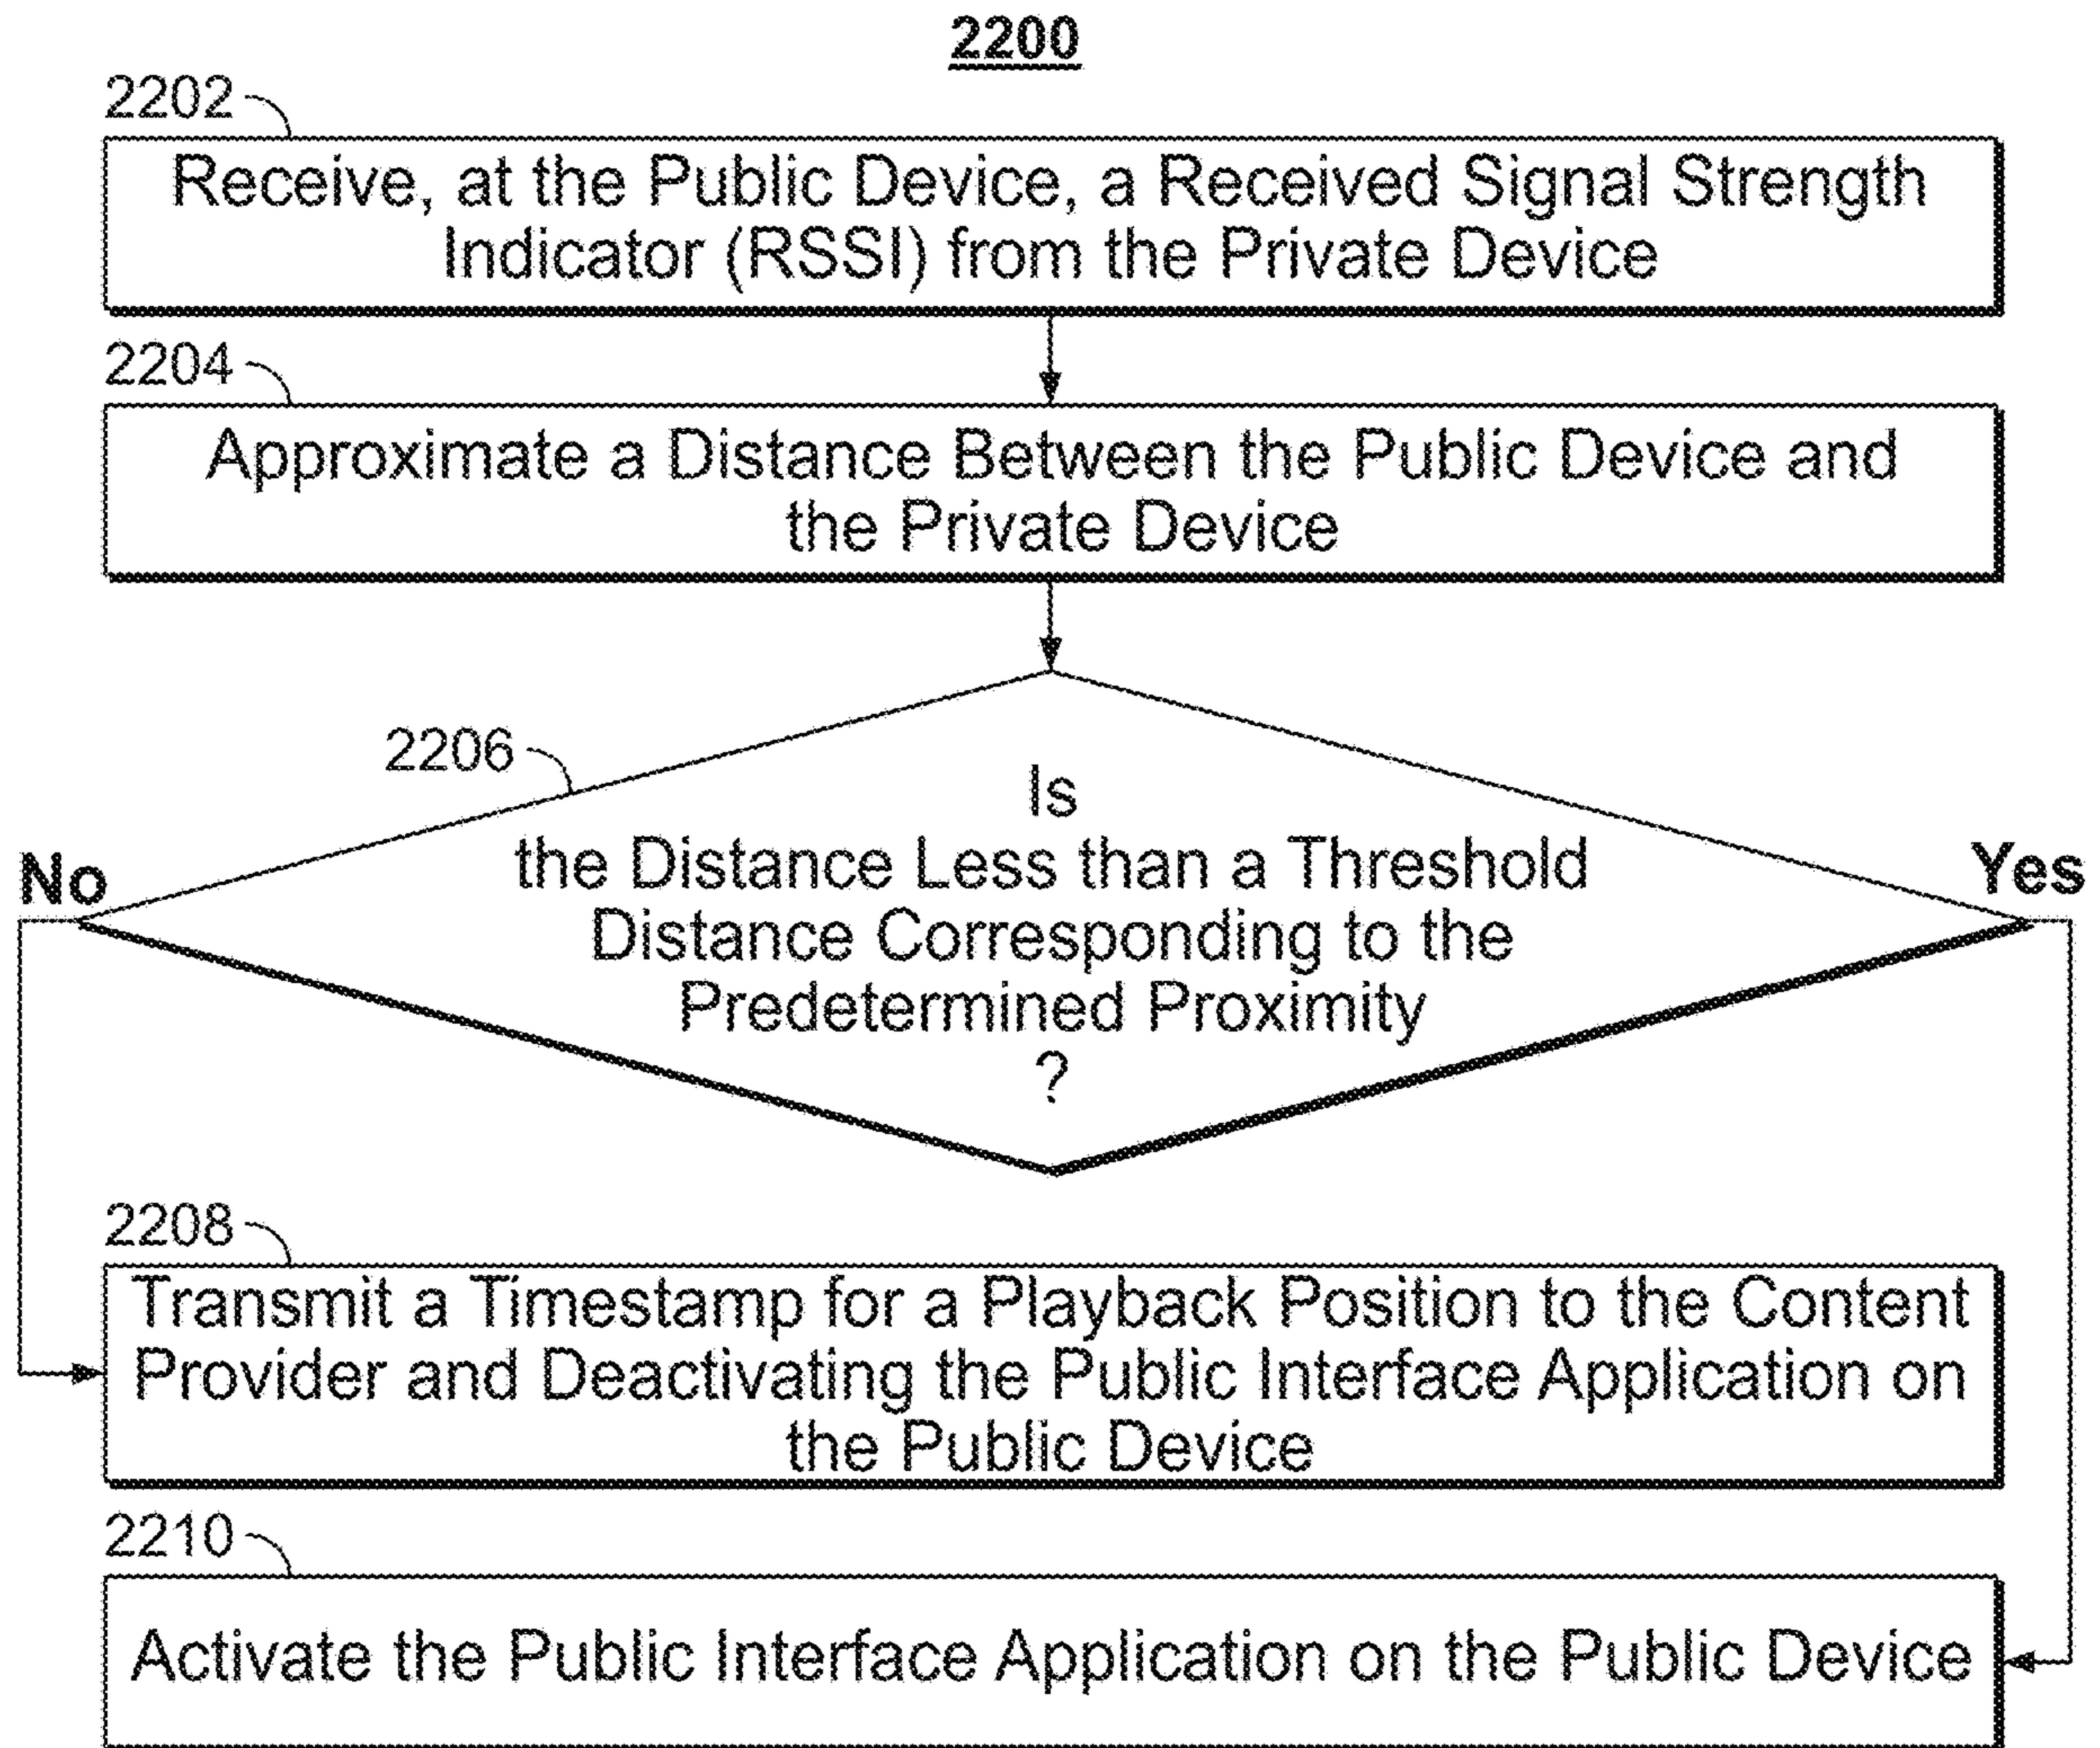 2200
2202
Receive, at the Public Device, a Received Signal Strength
Indicator (RSSI) from the Private Device
2204
Approximate a Distance Between the Public Device and
the Private Device
2206
Is
the Distance Less than a Threshold
Distance Corresponding to the
Predetermined Proximity
?
No
Yes
2208
Transmit a Timestamp for a Playback Position to the Content
Provider and Deactivating the Public Interface Application on
the Public Device
2210
Activate the Public Interface Application on the Public Device